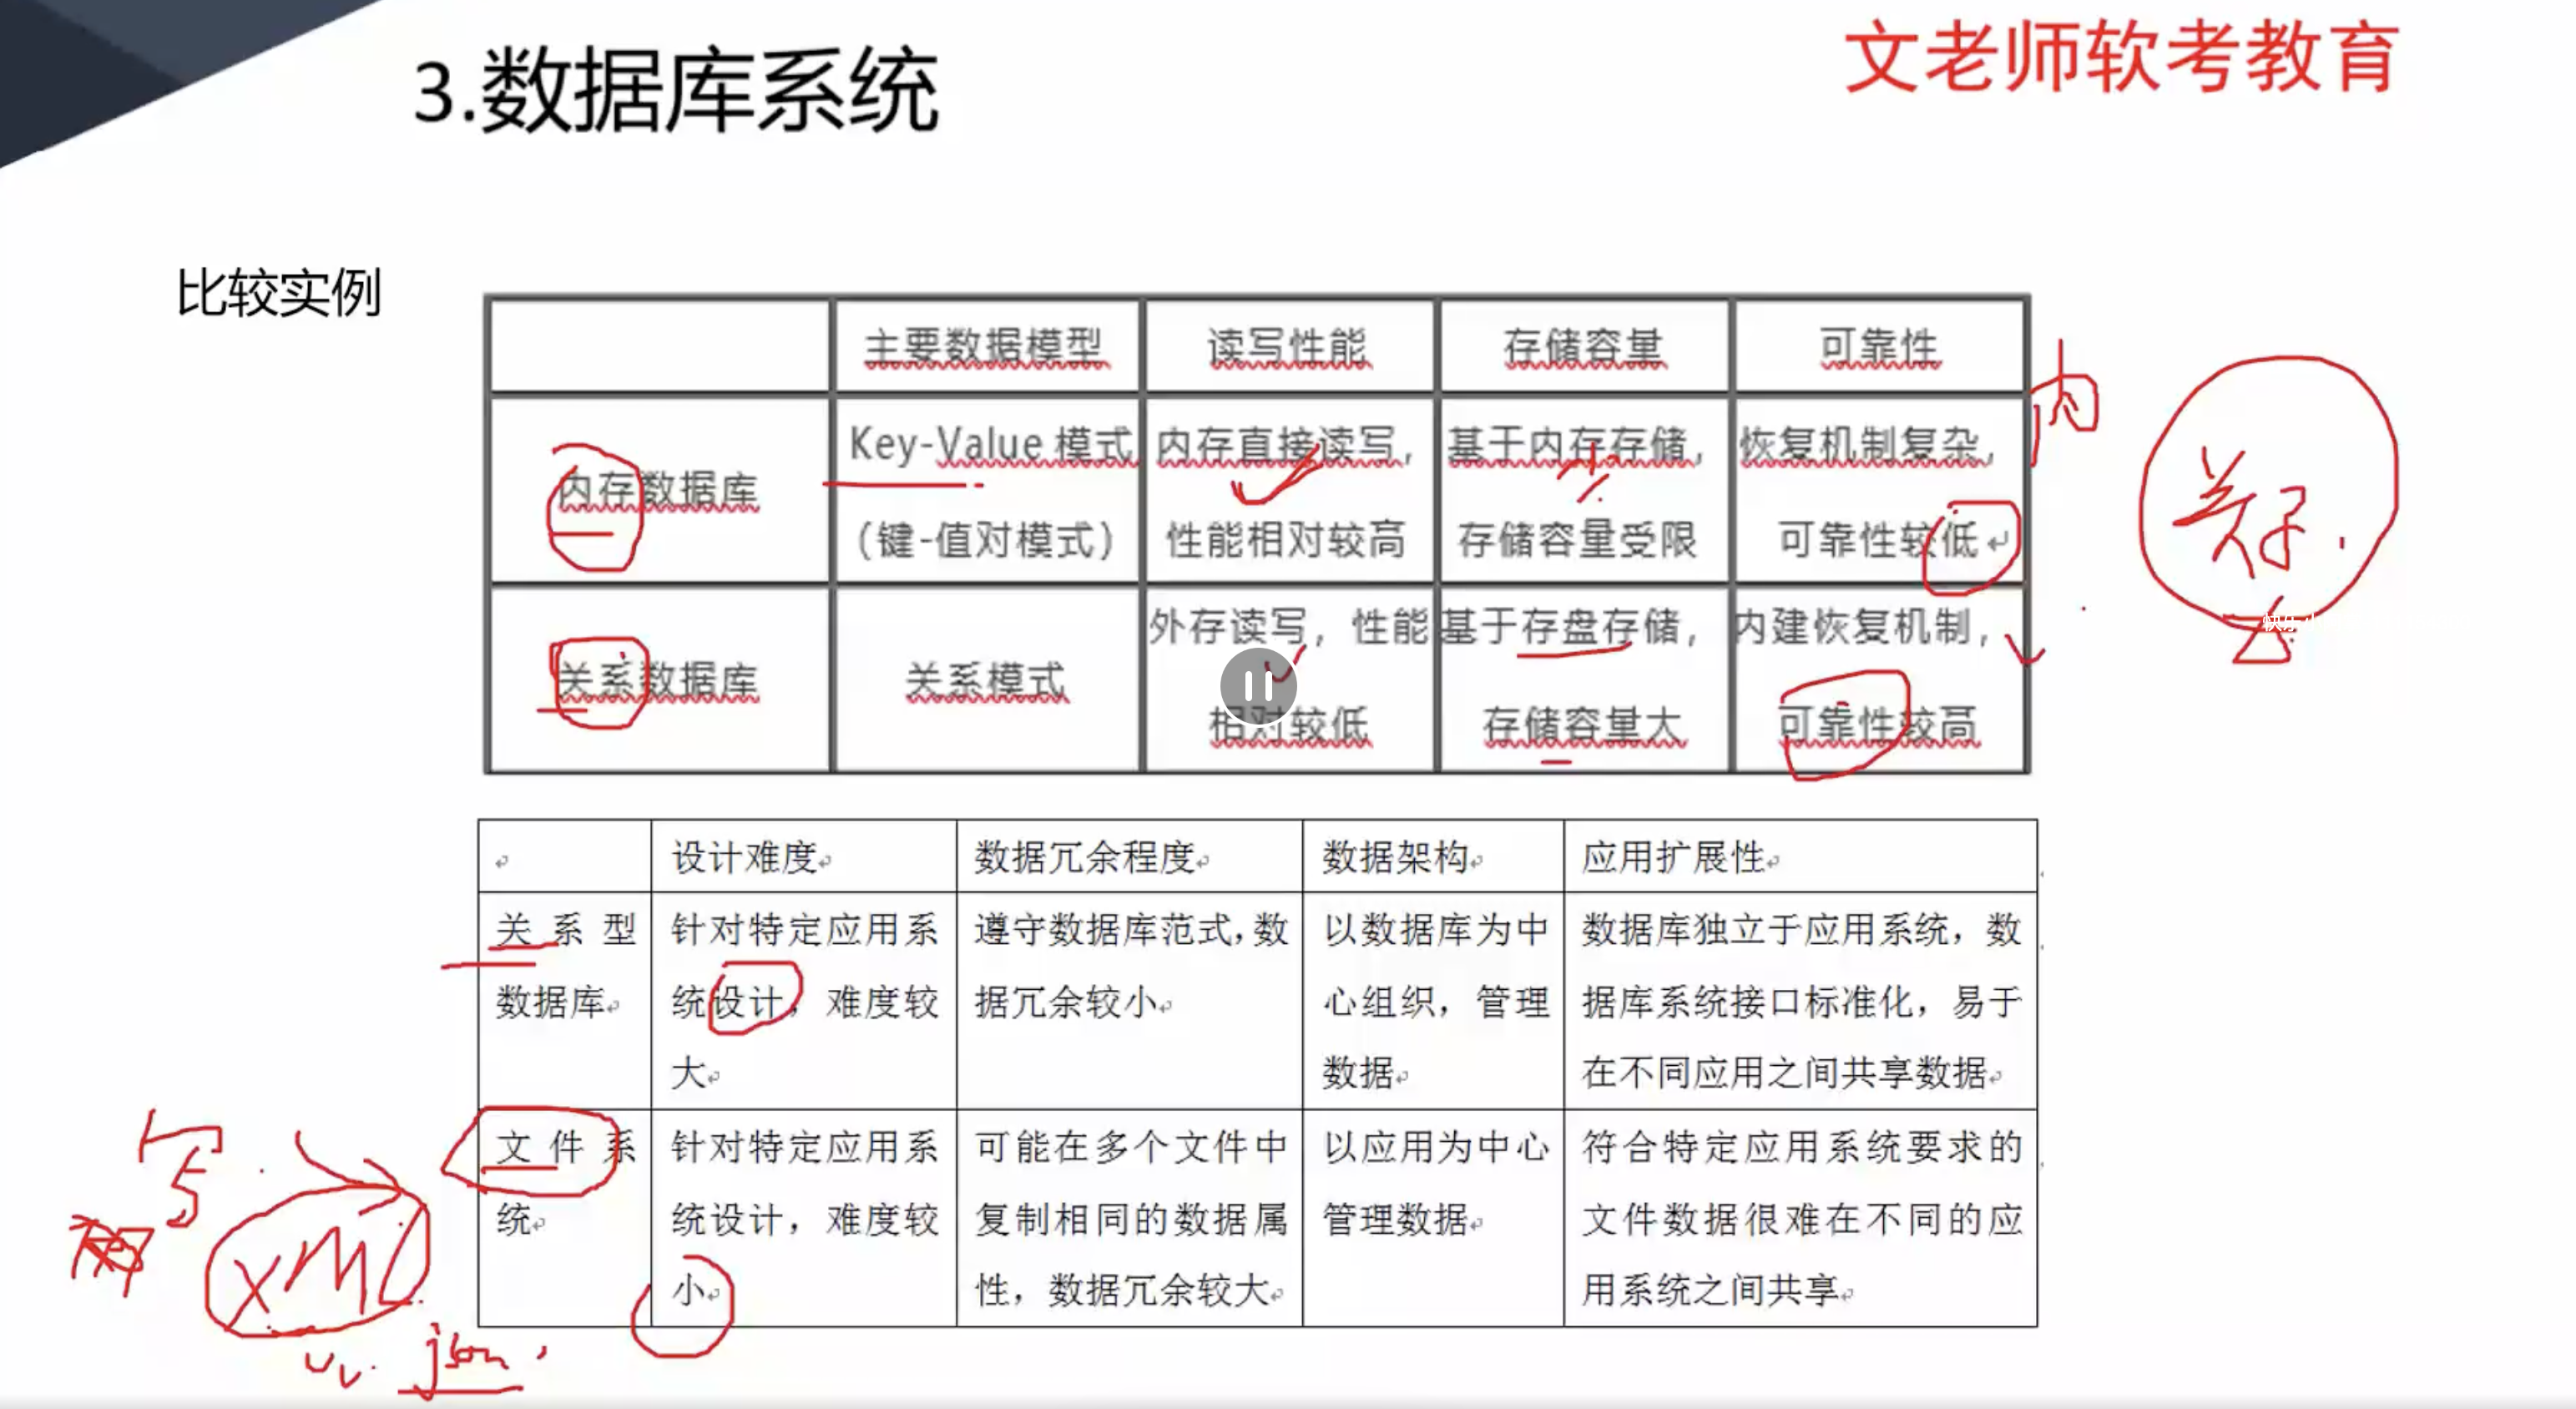 3.数据库系统
文老师软考教育
比较实例
主要数据模型 读写性能 存储容量 可靠性
内存数据库
Key-Value 模式
(键-值对模式)
内存直接读写，
性能相对较高
基于内存存储，
存储容量受限
恢复机制复杂，
可靠性较低
关系数据库
关系模式
外存读写，性能
相对较低
基于存盘存储，
存储容量大
内建恢复机制，
可靠性较高
内
关系
设计难度 数据冗余程度 数据架构 应用扩展性
关系型
数据库
针对特定应用系
统设计，难度较
大
遵守数据库范式，数
据冗余较小
以数据库为中
心组织，管理
数据
数据库独立于应用系统，数
据库系统接口标准化，易于
在不同应用之间共享数据
文件系
统
针对特定应用系
统设计，难度较
小
可能在多个文件中
复制相同的数据属
性，数据冗余较大
以应用为中心
管理数据
符合特定应用系统要求的
文件数据很难在不同的应
用系统之间共享
写
XML
json